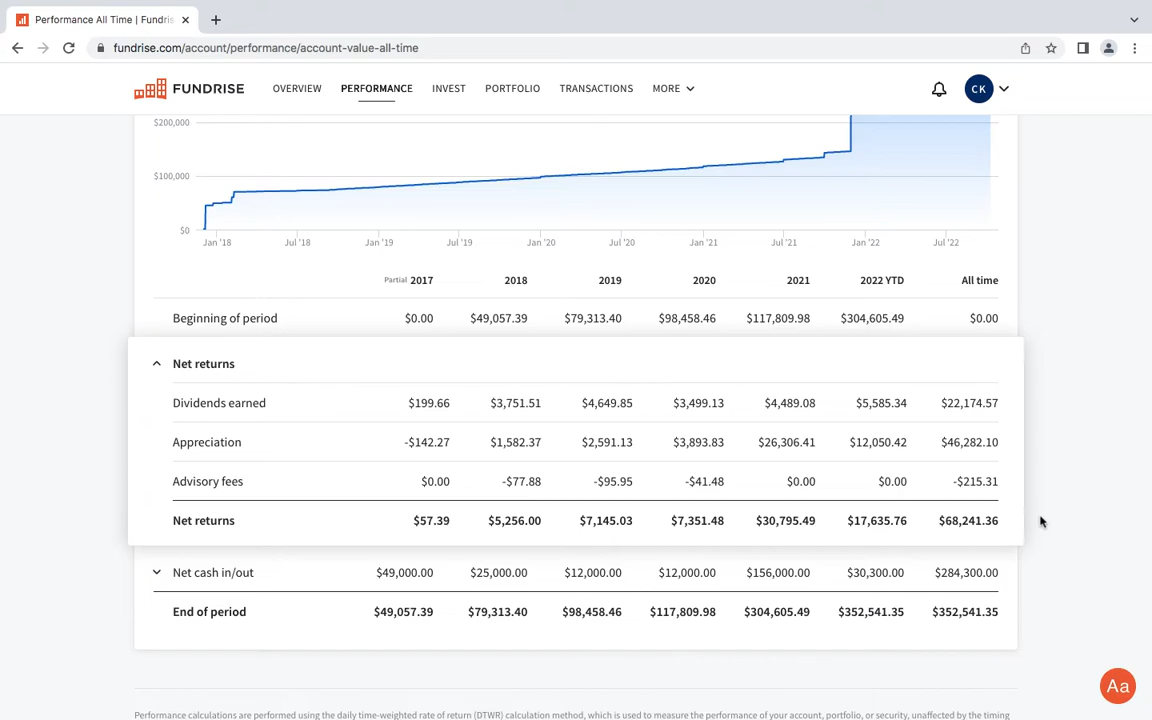 Performance All Time | Fundris
fundrise.com/account/performance/account-value-all-time
FUNDRISE OVERVIEW PERFORMANCE INVEST PORTFOLIO TRANSACTIONS MORE CK
$200,000
$100,000
$0
Jan '18 Jul '18 Jan '19 Jul '19 Jan '20 Jul '20 Jan '21 Jul '21 Jan '22 Jul '22
Partial 2017 2018 2019 2020 2021 2022 YTD All time
Beginning of period $0.00 $49,057.39 $79,313.40 $98,458.46 $117,809.98 $304,605.49 $0.00
Net returns
Dividends earned $199.66 $3,751.51 $4,649.85 $3,499.13 $4,489.08 $5,585.34 $22,174.57
Appreciation -$142.27 $1,582.37 $2,591.13 $3,893.83 $26,306.41 $12,050.42 $46,282.10
Advisory fees $0.00 -$77.88 -$95.95 -$41.48 $0.00 $0.00 -$215.31
Net returns $57.39 $5,256.00 $7,145.03 $7,351.48 $30,795.49 $17,635.76 $68,241.36
Net cash in/out $49,000.00 $25,000.00 $12,000.00 $12,000.00 $156,000.00 $30,300.00 $284,300.00
End of period $49,057.39 $79,313.40 $98,458.46 $117,809.98 $304,605.49 $352,541.35 $352,541.35
Aa
Performance calculations are performed using the daily time-weighted rate of return (DTWR) calculation method, which is used to measure the performance of your account, portfolio, or security, unaffected by the timing